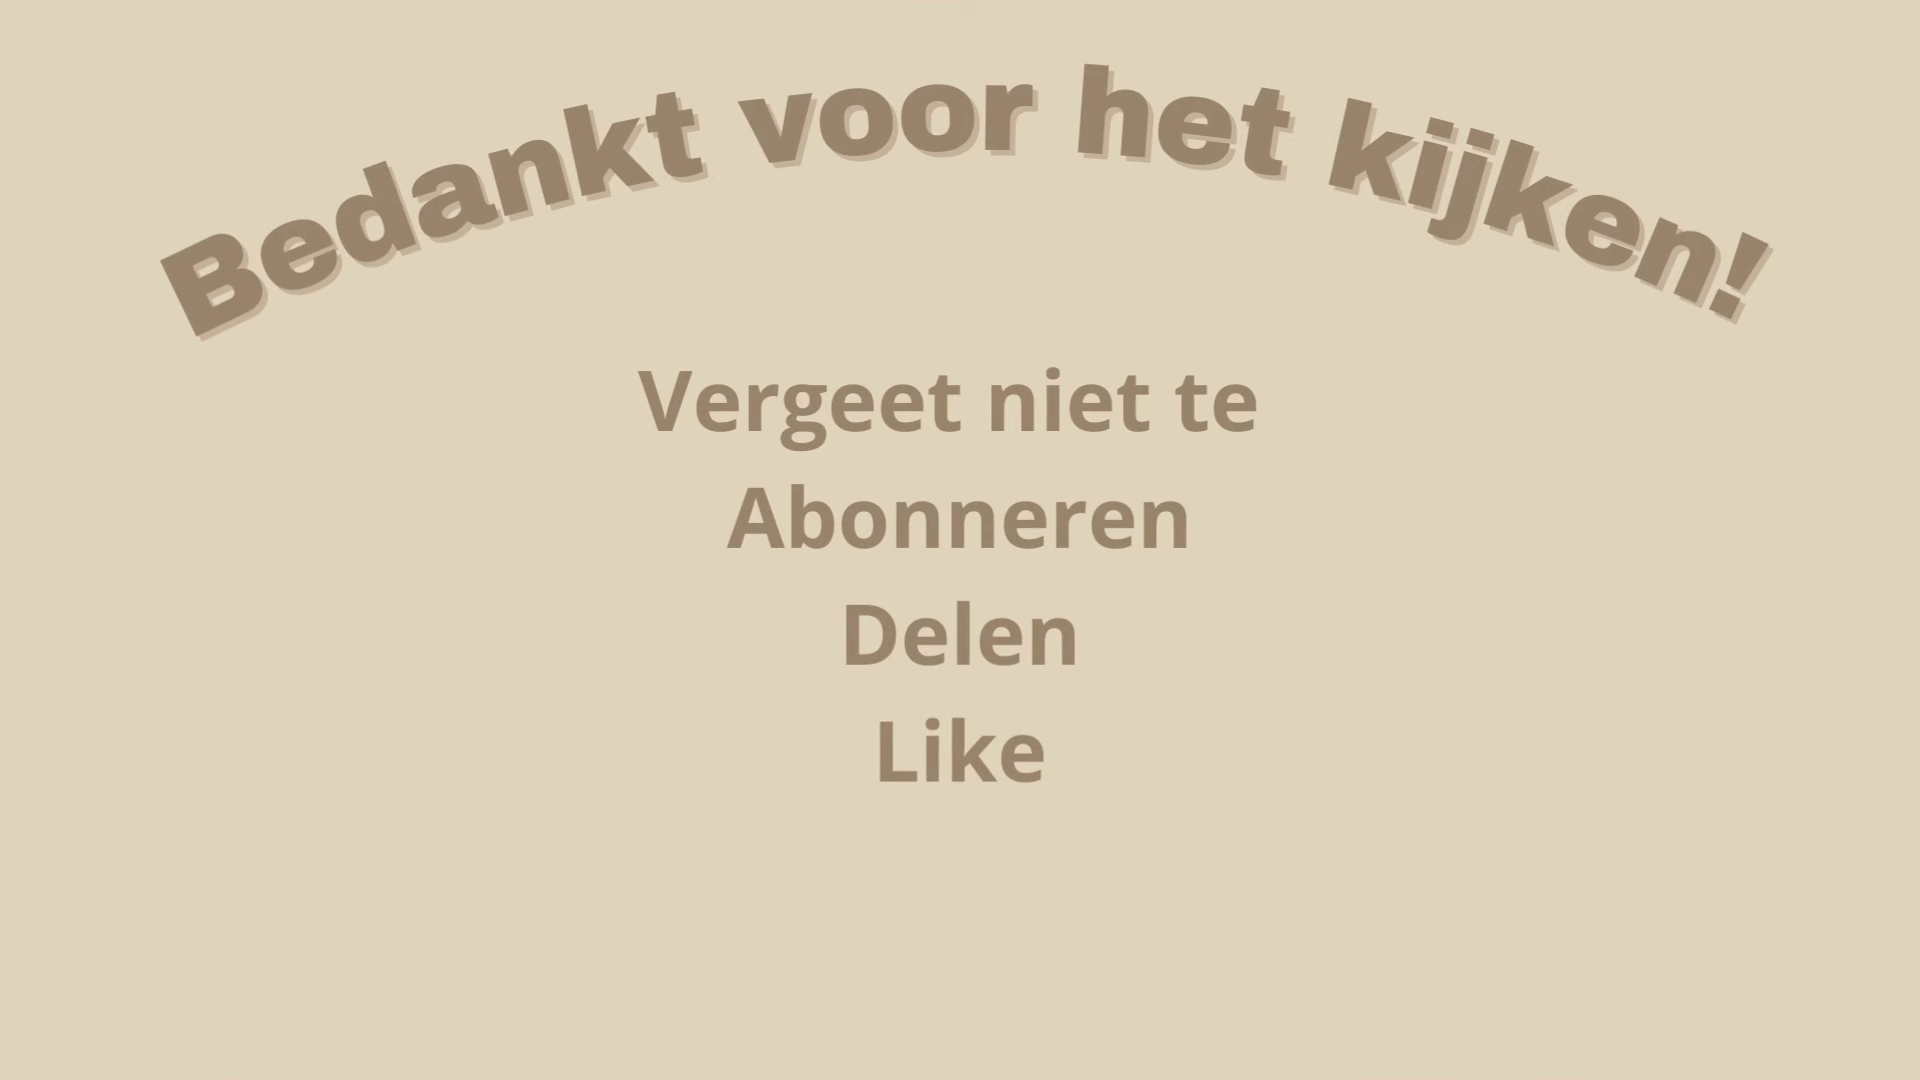 Bedankt voor het kijken!
Vergeet niet te
Abonneren
Delen
Like